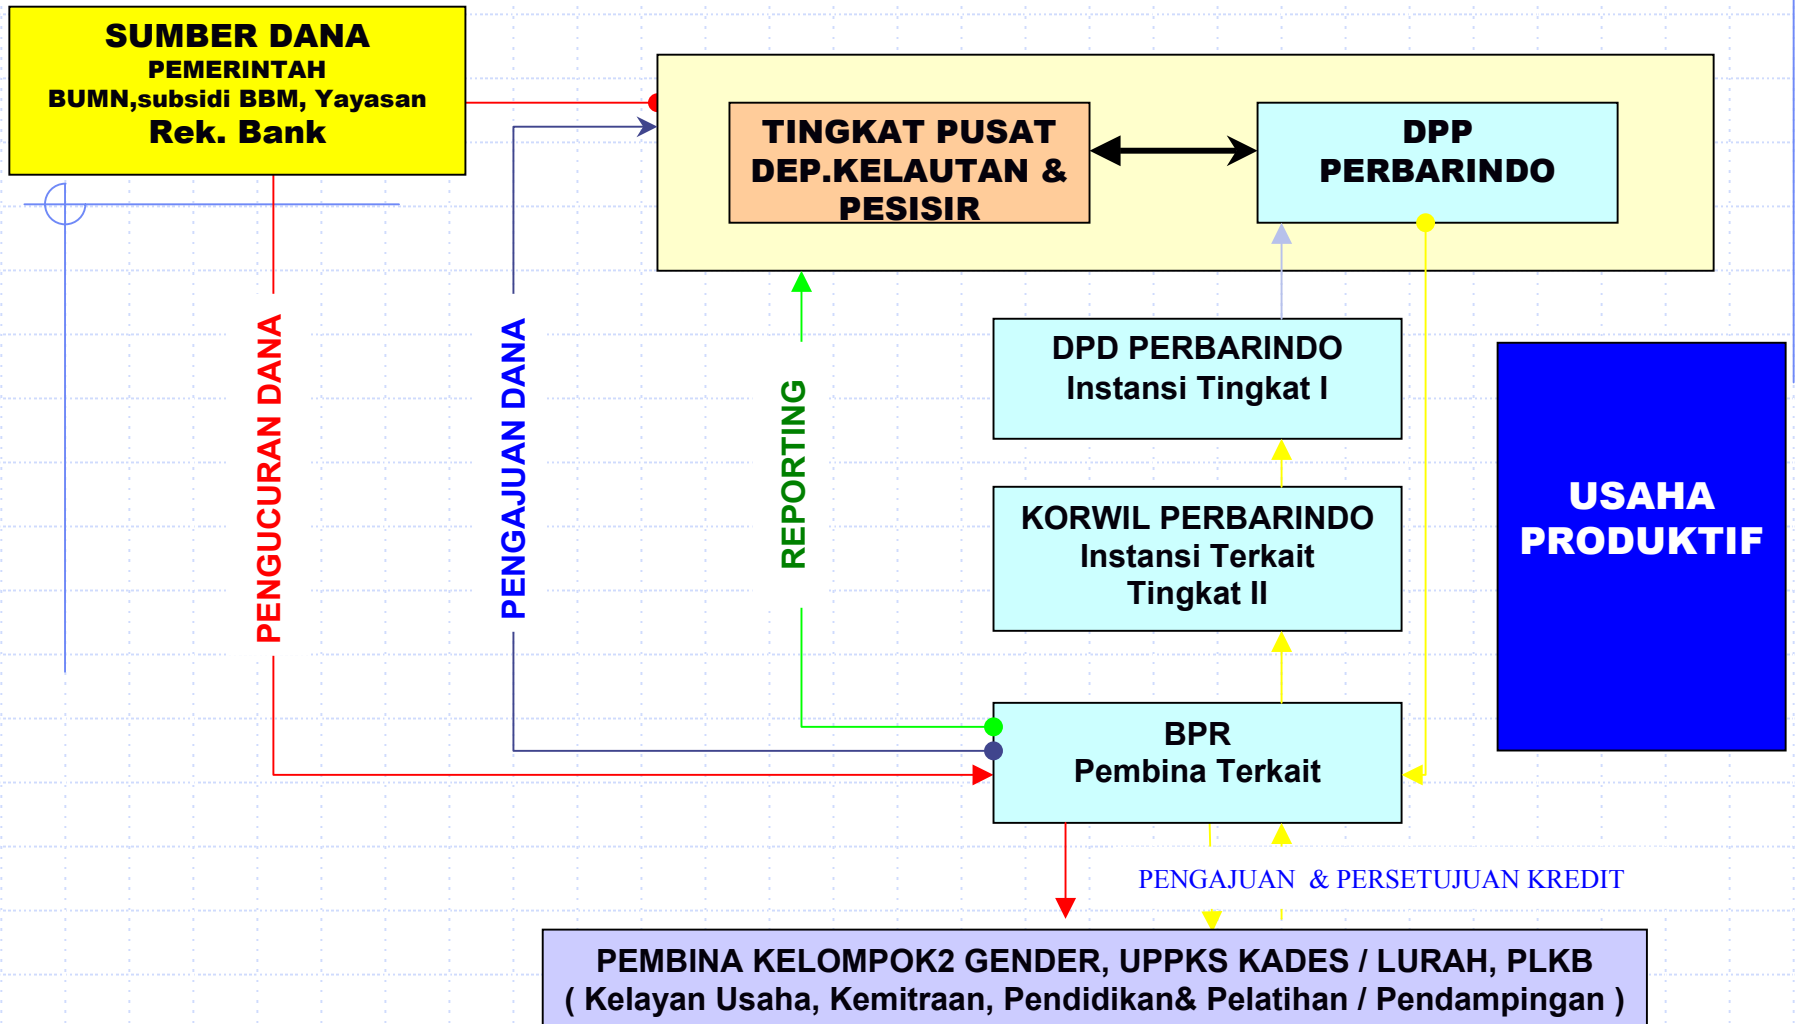 SUMBER DANA
PEMERINTAH
BUMN,subsidi BBM, Yayasan
Rek. Bank
TINGKAT PUSAT
DEP.KELAUTAN &
PESISIR
DPP
PERBARINDO
PENGUCURAN DANA
PENGAJUAN DANA
REPORTING
DPD PERBARINDO
Instansi Tingkat I
KORWIL PERBARINDO
Instansi Terkait
Tingkat II
USAHA
PRODUKTIF
BPR
Pembina Terkait
PENGAJUAN & PERSETUJUAN KREDIT
PEMBINA KELOMPOK2 GENDER, UPPKS KADES / LURAH, PLKB
( Kelayan Usaha, Kemitraan, Pendidikan& Pelatihan / Pendampingan )